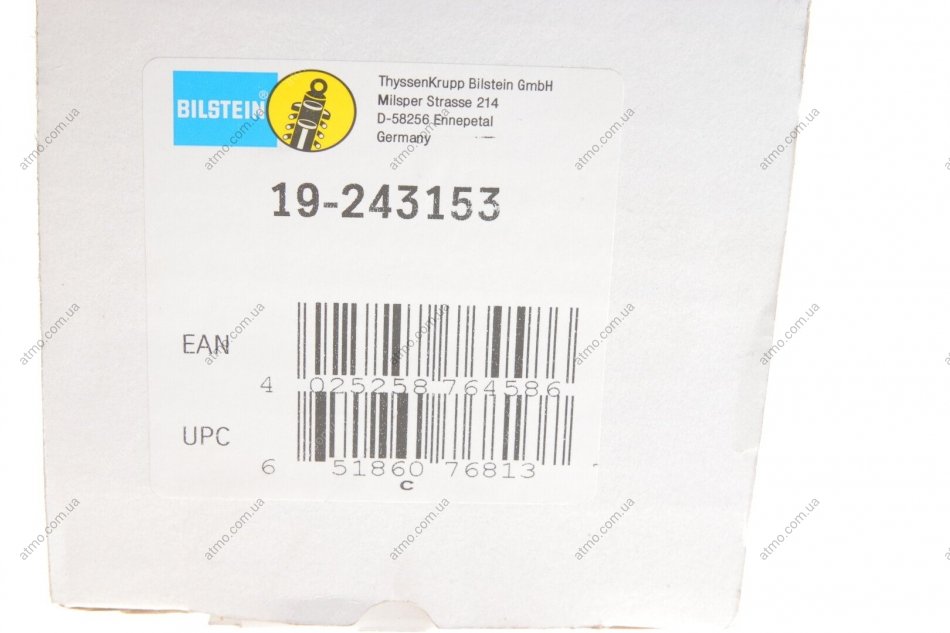 BILSTEIN®
ThyssenKrupp Bilstein GmbH
Milsper Strasse 214
D-58256 Ennepetal
Germany
19-243153
EAN
4 025258 764586
UPC
6 51860 76813
C
atmo.com.ua